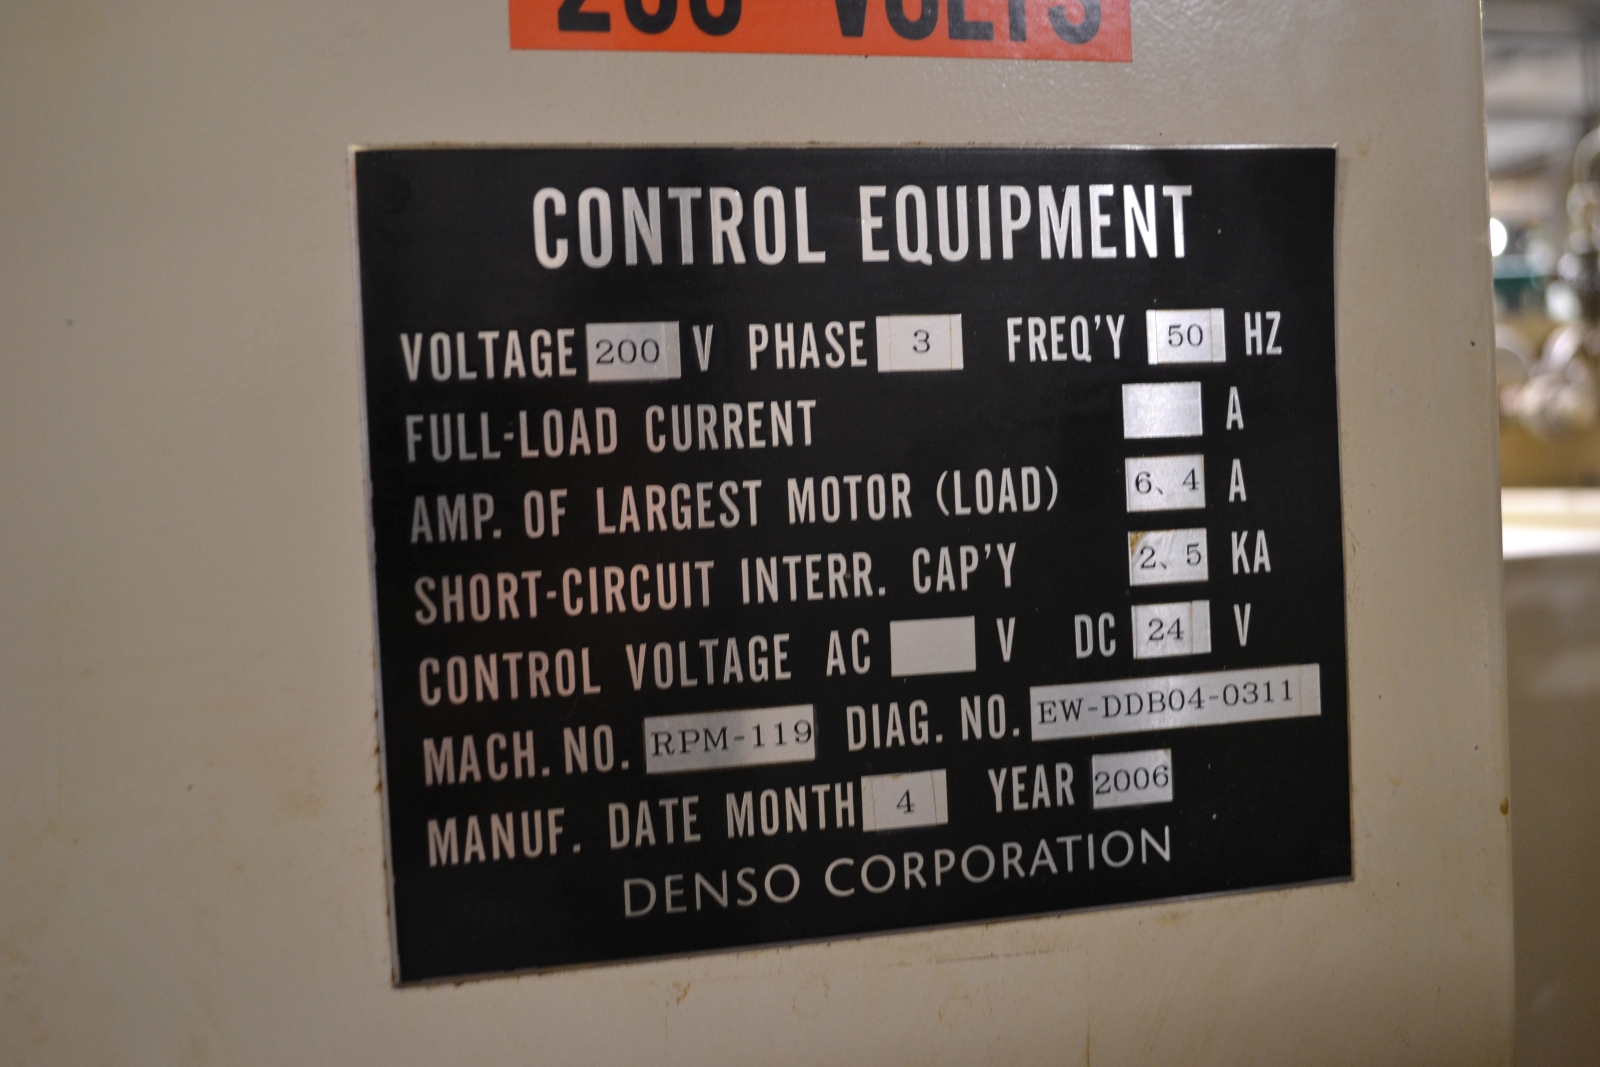 200 VOLTS
CONTROL EQUIPMENT
VOLTAGE 200 V PHASE 3 FREQ'Y 50 HZ
FULL-LOAD CURRENT A
AMP. OF LARGEST MOTOR (LOAD) 6、4 A
SHORT-CIRCUIT INTERR. CAP'Y 2、5 KA
CONTROL VOLTAGE AC V DC 24 V
MACH. NO. RPM-119 DIAG. NO. EW-DDB04-0311
MANUF. DATE MONTH 4 YEAR 2006
DENSO CORPORATION